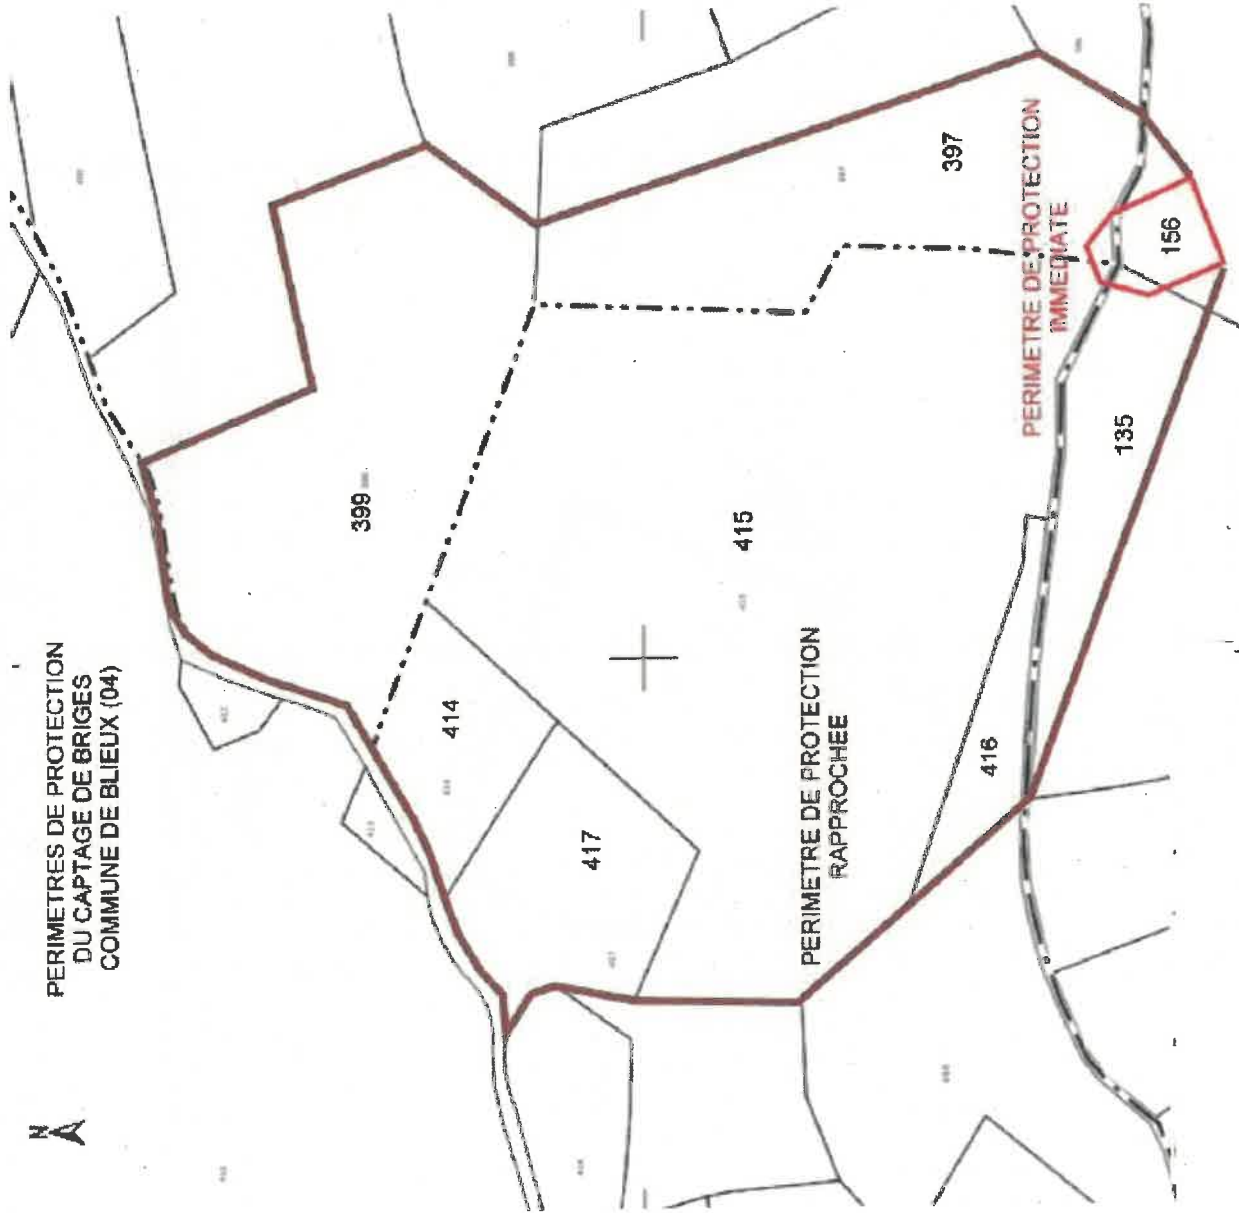 N
PERIMETRES DE PROTECTION
DU CAPTAGE DE BRIGES
COMMUNE DE BLIEUX (04)
399
414
417
415
397
PERIMETRE DE PROTECTION
RAPPROCHEE
416
135
156
PERIMETRE DE PROTECTION
IMMEDIATE